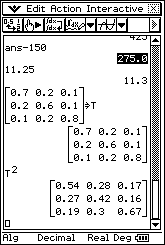 Edit Action Interactive
ans-150
275.0
11.25
11.3
[0.7 0.2 0.1
0.2 0.6 0.1
0.1 0.2 0.8]⇒T
[0.7 0.2 0.1
0.2 0.6 0.1
0.1 0.2 0.8]
T²
[0.54 0.28 0.17
0.27 0.42 0.16
0.19 0.3 0.67]
Alg Decimal Real Deg